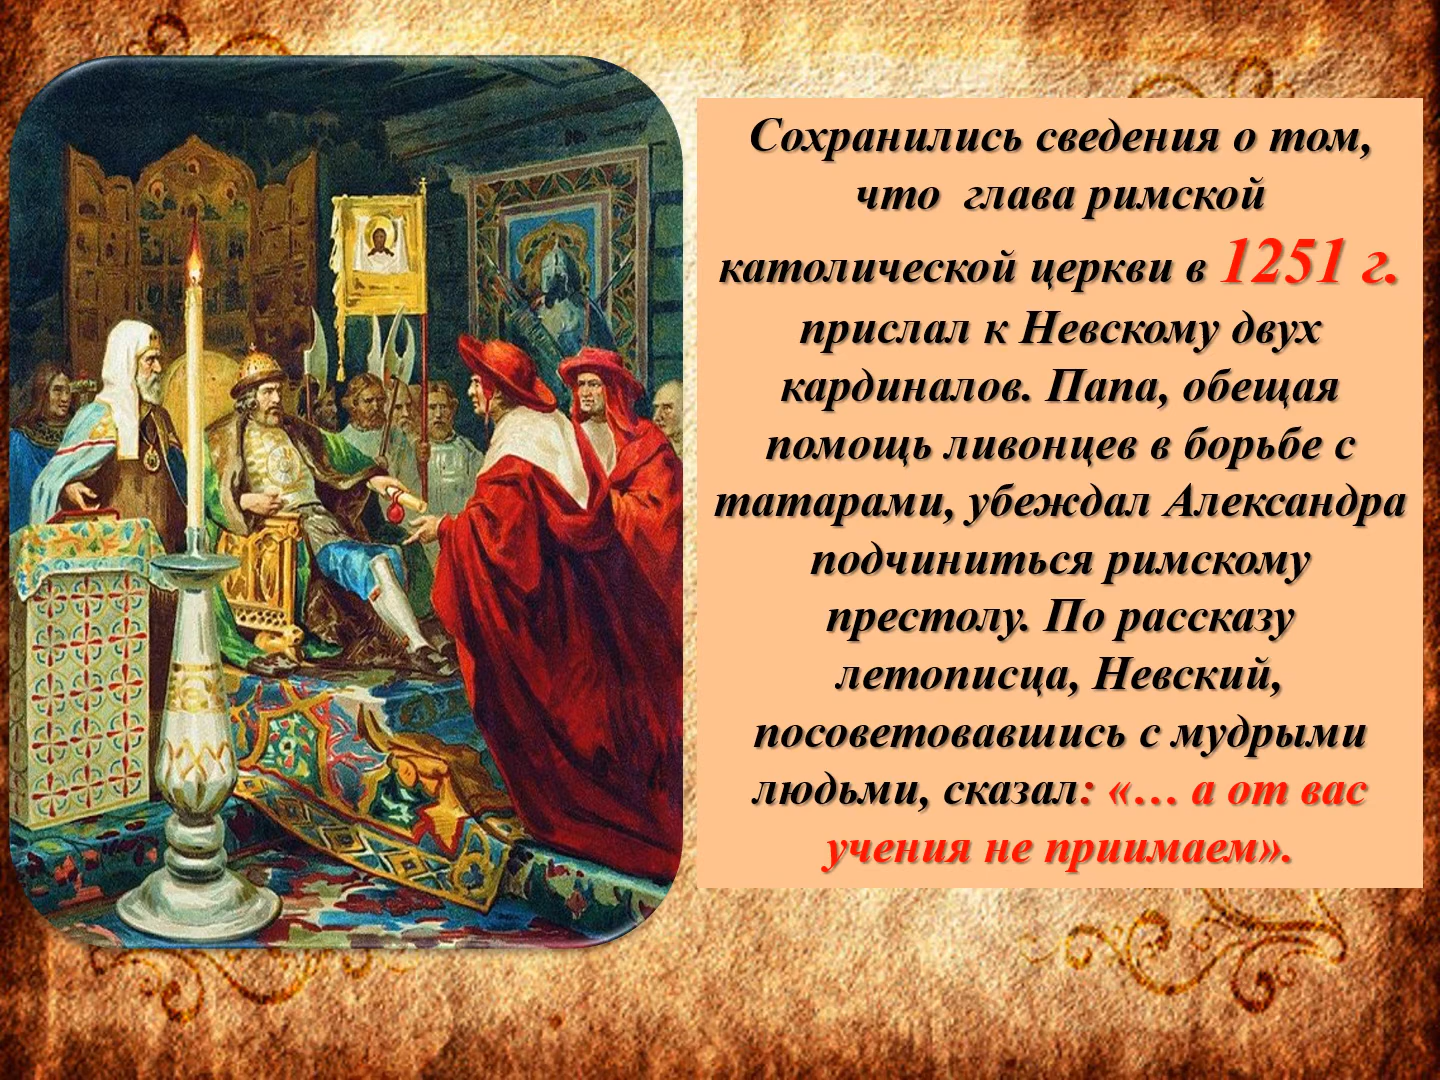 Сохранились сведения о том,
что глава римской
католической церкви в 1251 г.
прислал к Невскому двух
кардиналов. Папа, обещая
помощь ливонцев в борьбе с
татарами, убеждал Александра
подчиниться римскому
престолу. По рассказу
летописца, Невский,
посоветовавшись с мудрыми
людьми, сказал: «… а от вас
учения не приимаем».